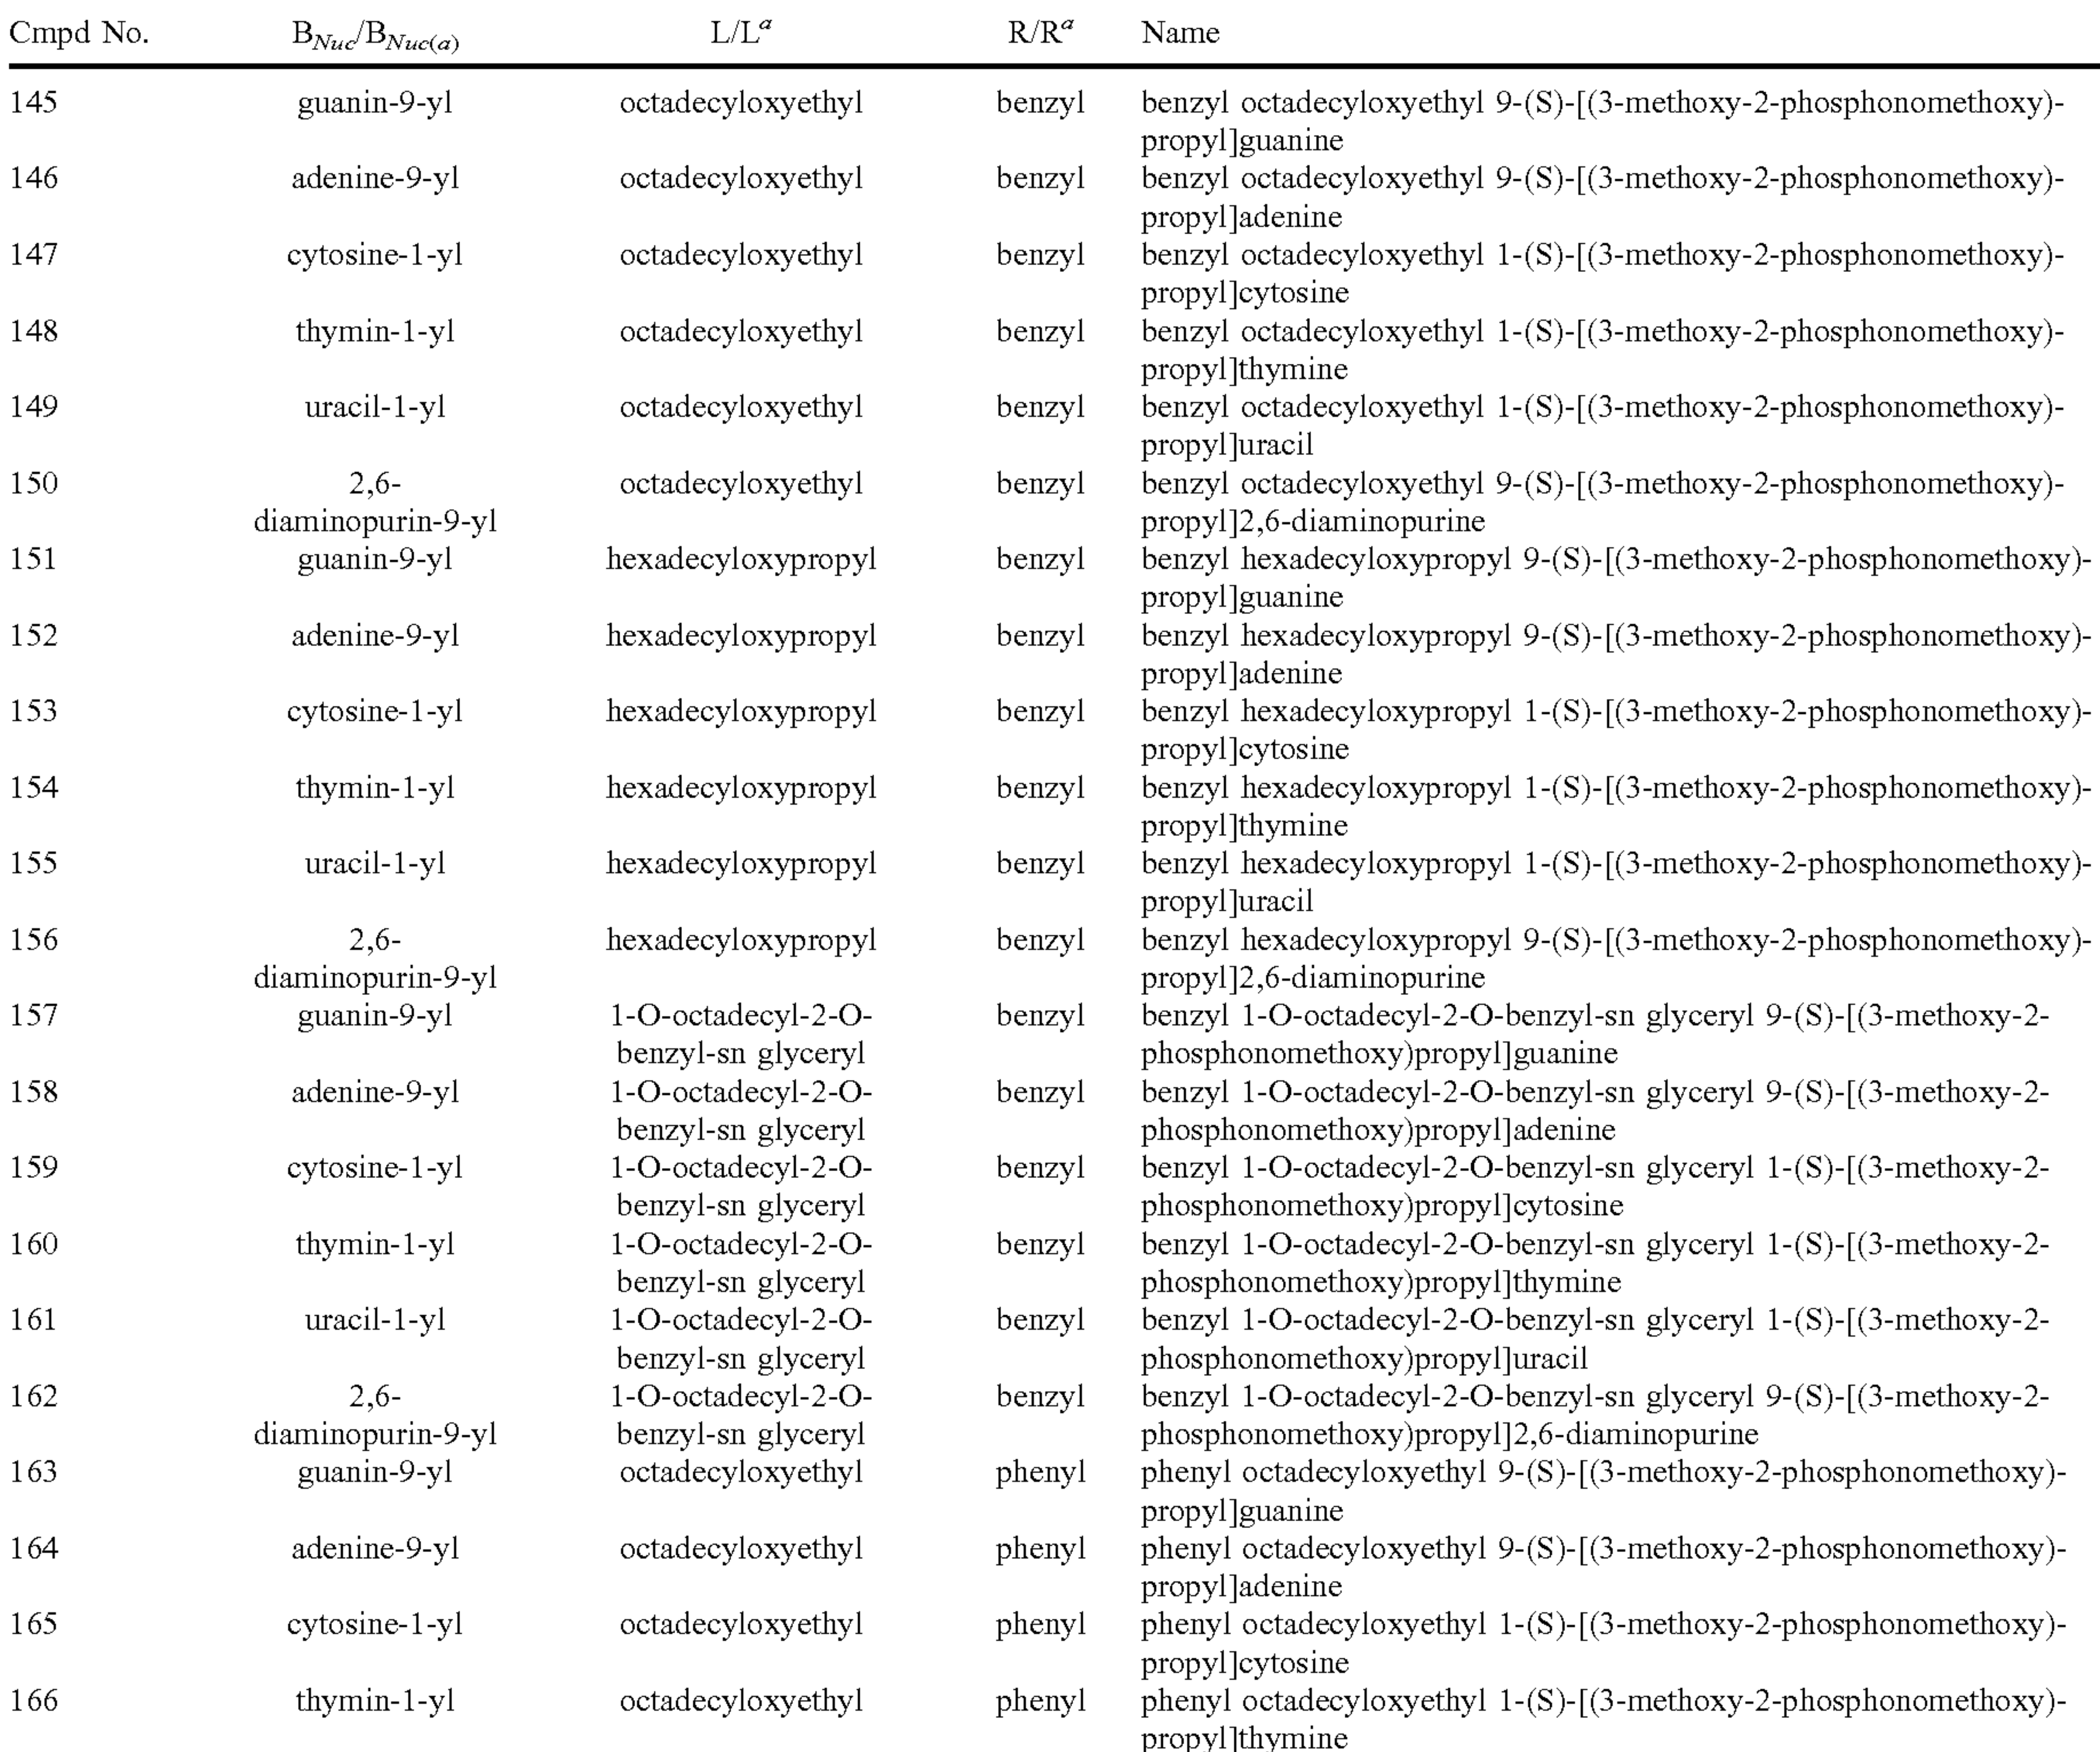 Cmpd No. B_Nuc/B_Nuc(a) L/L^a R/R^a Name
145 guanin-9-yl octadecyloxyethyl benzyl benzyl octadecyloxyethyl 9-(S)-[(3-methoxy-2-phosphonomethoxy)-
propyl]guanine
146 adenine-9-yl octadecyloxyethyl benzyl benzyl octadecyloxyethyl 9-(S)-[(3-methoxy-2-phosphonomethoxy)-
propyl]adenine
147 cytosine-1-yl octadecyloxyethyl benzyl benzyl octadecyloxyethyl 1-(S)-[(3-methoxy-2-phosphonomethoxy)-
propyl]cytosine
148 thymin-1-yl octadecyloxyethyl benzyl benzyl octadecyloxyethyl 1-(S)-[(3-methoxy-2-phosphonomethoxy)-
propyl]thymine
149 uracil-1-yl octadecyloxyethyl benzyl benzyl octadecyloxyethyl 1-(S)-[(3-methoxy-2-phosphonomethoxy)-
propyl]uracil
150 2,6- octadecyloxyethyl benzyl benzyl octadecyloxyethyl 9-(S)-[(3-methoxy-2-phosphonomethoxy)-
diaminopurin-9-yl propyl]2,6-diaminopurine
151 guanin-9-yl hexadecyloxypropyl benzyl benzyl hexadecyloxypropyl 9-(S)-[(3-methoxy-2-phosphonomethoxy)-
propyl]guanine
152 adenine-9-yl hexadecyloxypropyl benzyl benzyl hexadecyloxypropyl 9-(S)-[(3-methoxy-2-phosphonomethoxy)-
propyl]adenine
153 cytosine-1-yl hexadecyloxypropyl benzyl benzyl hexadecyloxypropyl 1-(S)-[(3-methoxy-2-phosphonomethoxy)-
propyl]cytosine
154 thymin-1-yl hexadecyloxypropyl benzyl benzyl hexadecyloxypropyl 1-(S)-[(3-methoxy-2-phosphonomethoxy)-
propyl]thymine
155 uracil-1-yl hexadecyloxypropyl benzyl benzyl hexadecyloxypropyl 1-(S)-[(3-methoxy-2-phosphonomethoxy)-
propyl]uracil
156 2,6- hexadecyloxypropyl benzyl benzyl hexadecyloxypropyl 9-(S)-[(3-methoxy-2-phosphonomethoxy)-
diaminopurin-9-yl propyl]2,6-diaminopurine
157 guanin-9-yl 1-O-octadecyl-2-O- benzyl benzyl 1-O-octadecyl-2-O-benzyl-sn glyceryl 9-(S)-[(3-methoxy-2-
benzyl-sn glyceryl phosphonomethoxy)propyl]guanine
158 adenine-9-yl 1-O-octadecyl-2-O- benzyl benzyl 1-O-octadecyl-2-O-benzyl-sn glyceryl 9-(S)-[(3-methoxy-2-
benzyl-sn glyceryl phosphonomethoxy)propyl]adenine
159 cytosine-1-yl 1-O-octadecyl-2-O- benzyl benzyl 1-O-octadecyl-2-O-benzyl-sn glyceryl 1-(S)-[(3-methoxy-2-
benzyl-sn glyceryl phosphonomethoxy)propyl]cytosine
160 thymin-1-yl 1-O-octadecyl-2-O- benzyl benzyl 1-O-octadecyl-2-O-benzyl-sn glyceryl 1-(S)-[(3-methoxy-2-
benzyl-sn glyceryl phosphonomethoxy)propyl]thymine
161 uracil-1-yl 1-O-octadecyl-2-O- benzyl benzyl 1-O-octadecyl-2-O-benzyl-sn glyceryl 1-(S)-[(3-methoxy-2-
benzyl-sn glyceryl phosphonomethoxy)propyl]uracil
162 2,6- 1-O-octadecyl-2-O- benzyl benzyl 1-O-octadecyl-2-O-benzyl-sn glyceryl 9-(S)-[(3-methoxy-2-
diaminopurin-9-yl benzyl-sn glyceryl phosphonomethoxy)propyl]2,6-diaminopurine
163 guanin-9-yl octadecyloxyethyl phenyl phenyl octadecyloxyethyl 9-(S)-[(3-methoxy-2-phosphonomethoxy)-
propyl]guanine
164 adenine-9-yl octadecyloxyethyl phenyl phenyl octadecyloxyethyl 9-(S)-[(3-methoxy-2-phosphonomethoxy)-
propyl]adenine
165 cytosine-1-yl octadecyloxyethyl phenyl phenyl octadecyloxyethyl 1-(S)-[(3-methoxy-2-phosphonomethoxy)-
propyl]cytosine
166 thymin-1-yl octadecyloxyethyl phenyl phenyl octadecyloxyethyl 1-(S)-[(3-methoxy-2-phosphonomethoxy)-
propyl]thymine